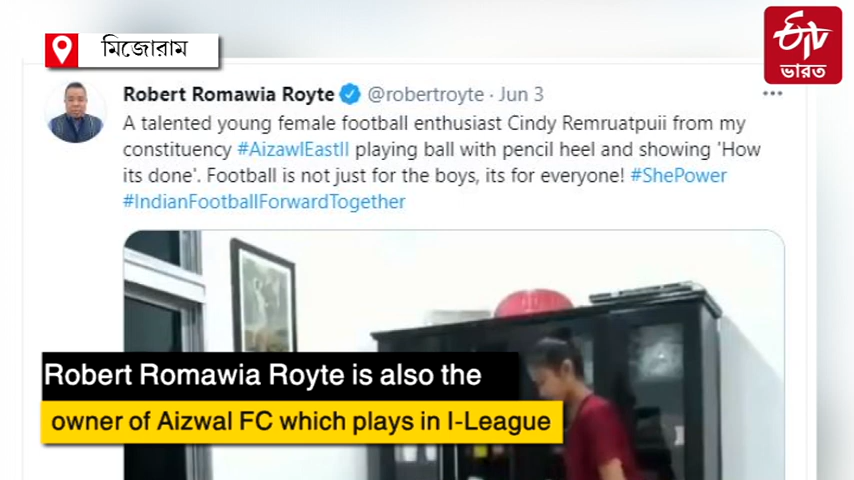 মিজোরাম
ETV
ভারত
Robert Romawia Royte @robertroyte · Jun 3
A talented young female football enthusiast Cindy Remruatpuii from my
constituency #AizawlEastII playing ball with pencil heel and showing 'How
its done'. Football is not just for the boys, its for everyone! #ShePower
#IndianFootballForwardTogether
Robert Romawia Royte is also the
owner of Aizwal FC which plays in I-League